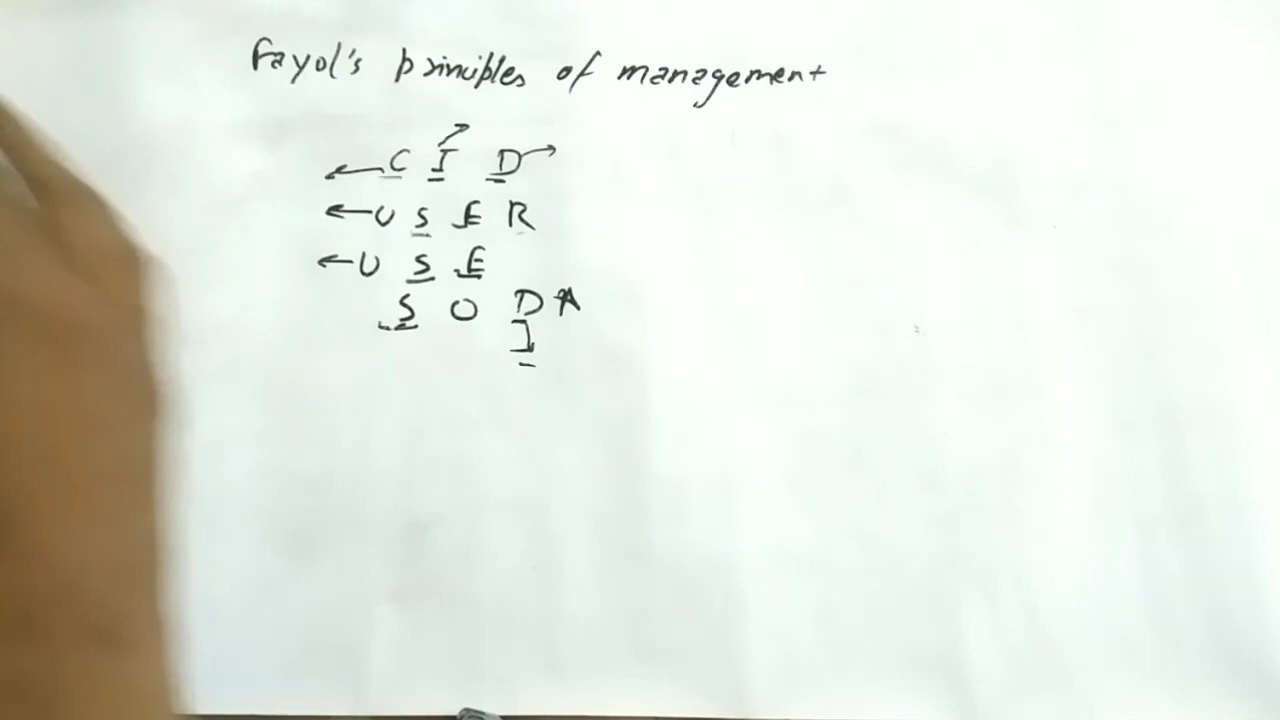 Fayol's principles of management
← C I → D →
← U S E R
← U S E
S O D A
I